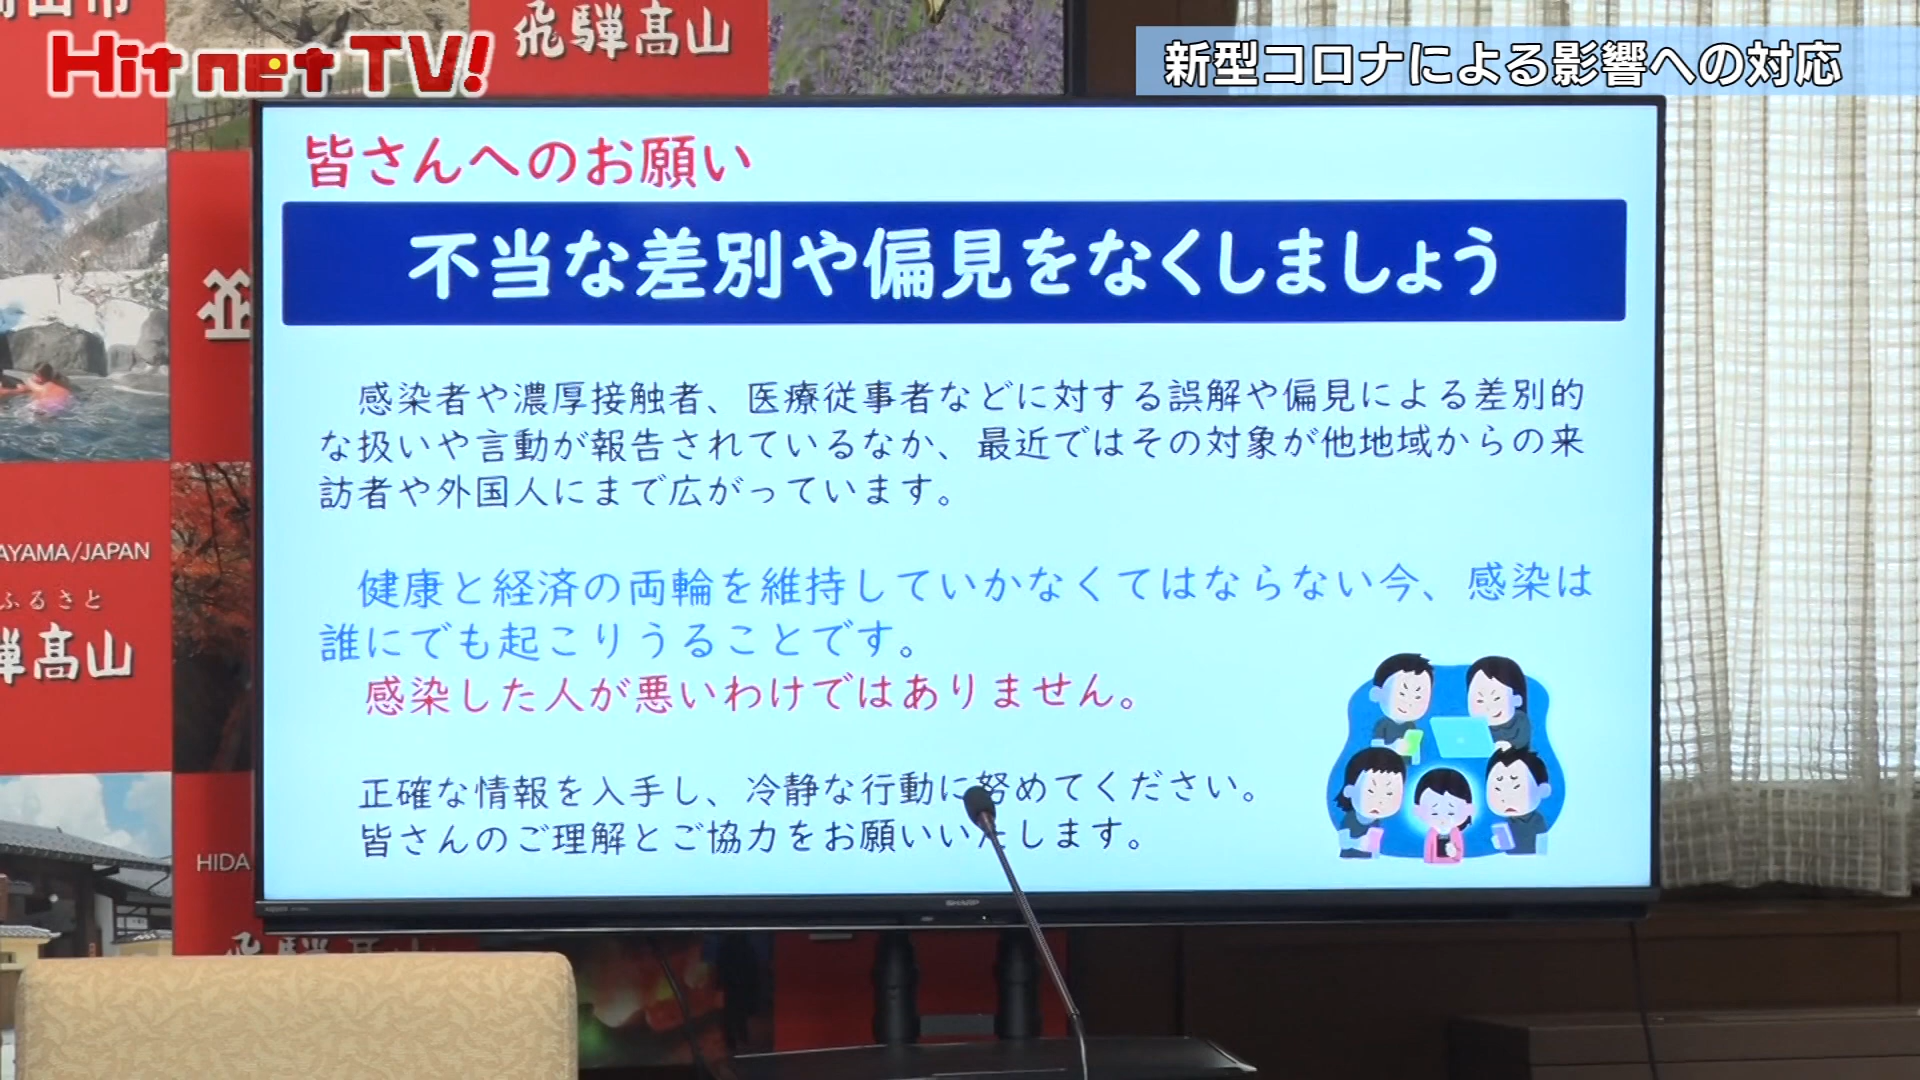 Hit net TV!
新型コロナによる影響への対応
飛騨高山
皆さんへのお願い
不当な差別や偏見をなくしましょう
感染者や濃厚接触者、医療従事者などに対する誤解や偏見による差別的
な扱いや言動が報告されているなか、最近ではその対象が他地域からの来
訪者や外国人にまで広がっています。
健康と経済の両輪を維持していかなくてはならない今、感染は
誰にでも起こりうることです。
感染した人が悪いわけではありません。
正確な情報を入手し、冷静な行動に努めてください。
皆さんのご理解とご協力をお願いいたします。
AYAMA/JAPAN
ふるさと
騨高山
HIDA
SHARP